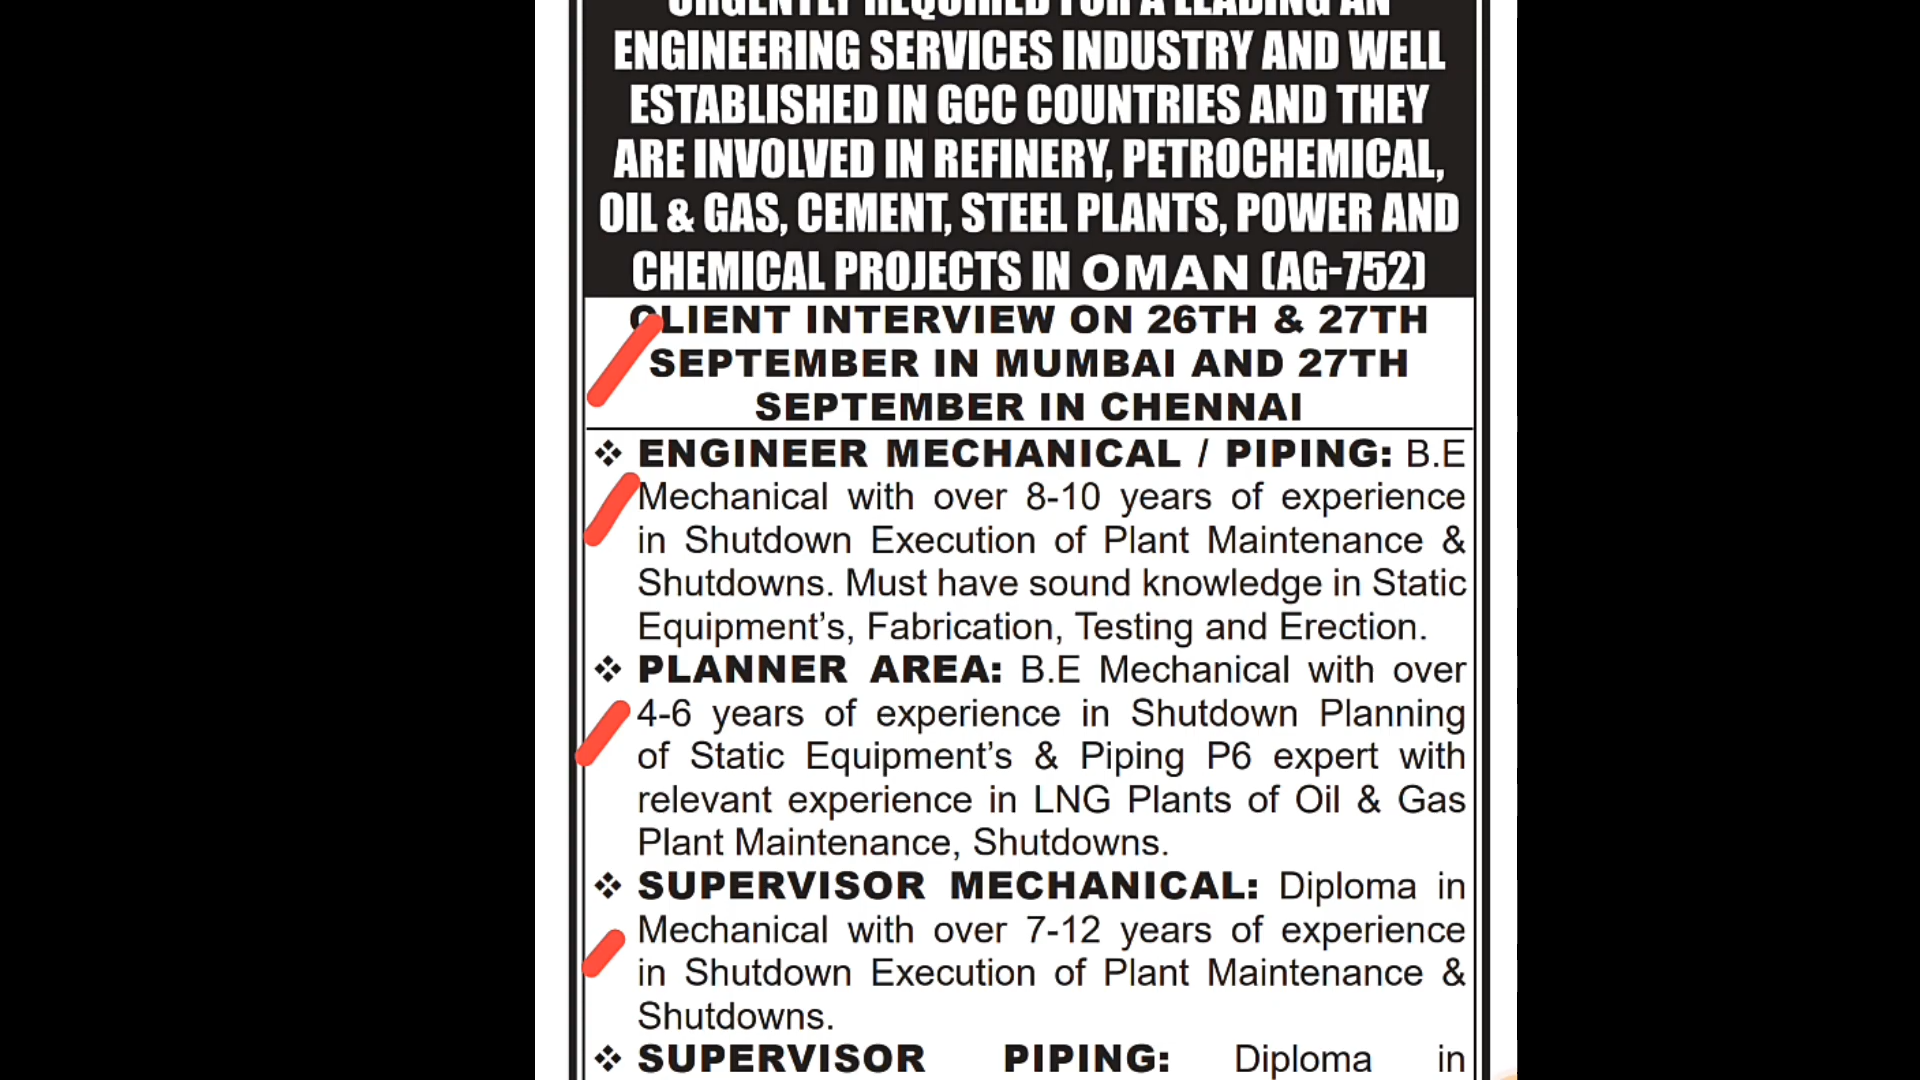 URGENTLY REQUIRED FOR A LEADING AN
ENGINEERING SERVICES INDUSTRY AND WELL
ESTABLISHED IN GCC COUNTRIES AND THEY
ARE INVOLVED IN REFINERY, PETROCHEMICAL,
OIL & GAS, CEMENT, STEEL PLANTS, POWER AND
CHEMICAL PROJECTS IN OMAN (AG-752)
CLIENT INTERVIEW ON 26TH & 27TH
SEPTEMBER IN MUMBAI AND 27TH
SEPTEMBER IN CHENNAI
❖ ENGINEER MECHANICAL / PIPING: B.E
Mechanical with over 8-10 years of experience
in Shutdown Execution of Plant Maintenance &
Shutdowns. Must have sound knowledge in Static
Equipment's, Fabrication, Testing and Erection.
❖ PLANNER AREA: B.E Mechanical with over
4-6 years of experience in Shutdown Planning
of Static Equipment's & Piping P6 expert with
relevant experience in LNG Plants of Oil & Gas
Plant Maintenance, Shutdowns.
❖ SUPERVISOR MECHANICAL: Diploma in
Mechanical with over 7-12 years of experience
in Shutdown Execution of Plant Maintenance &
Shutdowns.
❖ SUPERVISOR PIPING: Diploma in